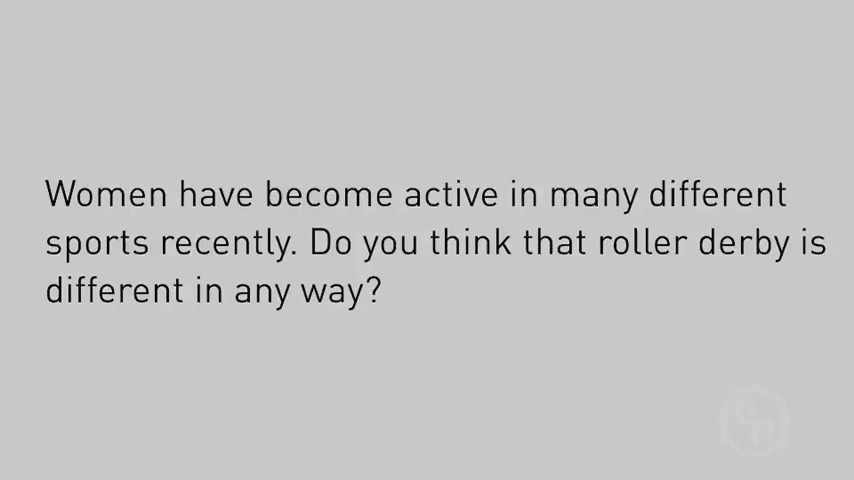 Women have become active in many different
sports recently. Do you think that roller derby is
different in any way?